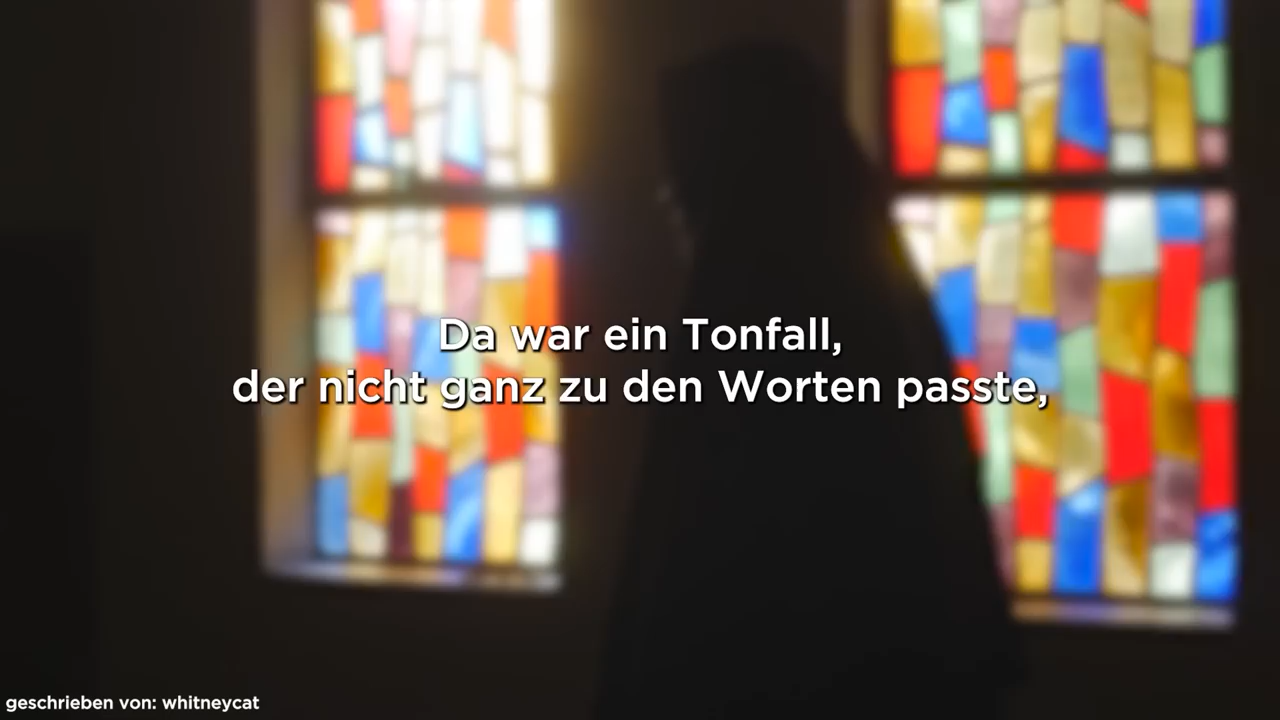 Da war ein Tonfall,
der nicht ganz zu den Worten passte,
geschrieben von: whitneycat